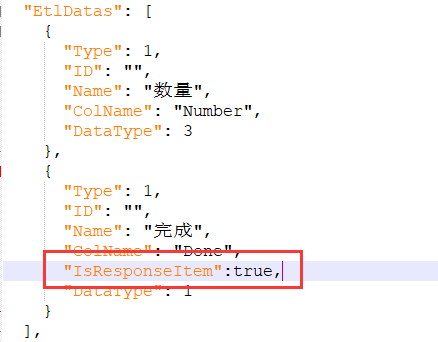 "EtlDatas": [
{
"Type": 1,
"ID": "",
"Name": "数量",
"ColName": "Number",
"DataType": 3
},
{
"Type": 1,
"ID": "",
"Name": "完成",
"ColName": "Done",
"IsResponseItem":true,
"DataType": 1
}
],